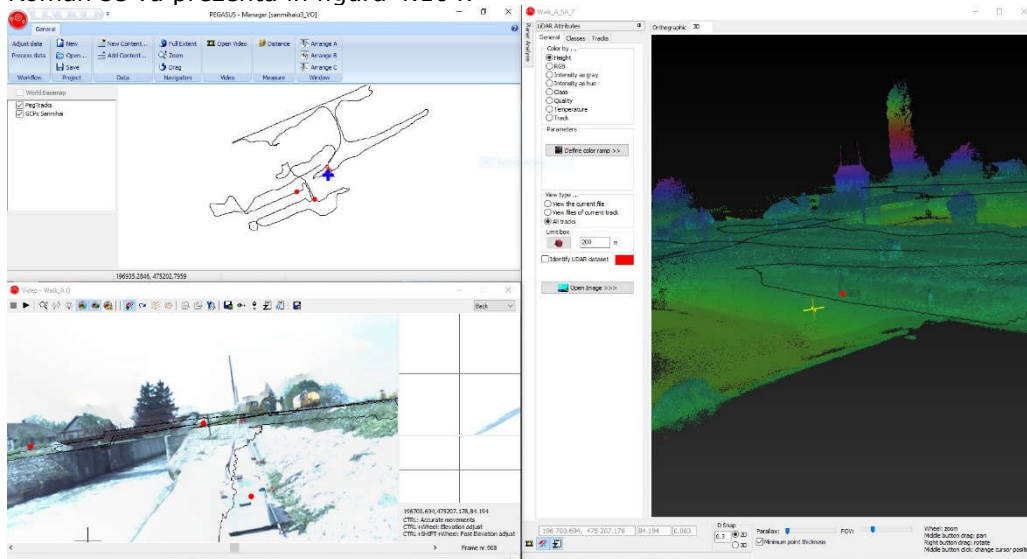 PEGASUS - Manager [sanmihaiu3_VO]
General
Adjust data
Process data
Workflow
New
Open...
Save
Project
New Content...
Add Content...
Data
Full Extent
Zoom
Drag
Navigation
Open Video
Video
Distance
Measure
Arrange A
Arrange B
Arrange C
Window
World Basemap
PegTracks
GCPs Sanmihai
196935.2846, 475202.7959
Video - Walk_A ()
Back
196700.694,475207.178,84.194
CTRL: Accurate movements
CTRL+Wheel: Elevation adjust
CTRL+SHIFT+Wheel: Fast Elevation adjust
Frame nr.908
Walk_A_SA_7
Planar Analysis
LiDAR Attributes
General Classes Tracks
Color by ...
Height
RGB
Intensity as gray
Intensity as hue
Class
Quality
Temperature
Track
Parameters
Define color ramp >>
View type ...
View the current file
View files of current track
All tracks
Limit box
200 m
Identify LiDAR dataset
Open Image >>>
Orthographic 3D
196 700.694, 475 207.178 84.194 0.083
D Snap
0.3
2D
3D
Parallax:
FOV:
Minimum point thickness
Wheel: zoom
Middle button drag: pan
Right button drag: rotate
Middle button click: change cursor positi